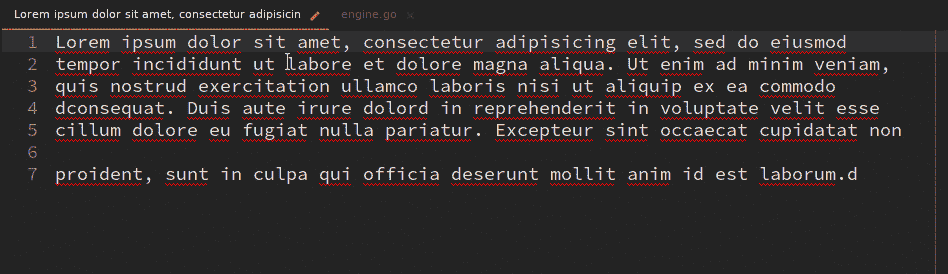 Lorem ipsum dolor sit amet, consectetur adipisicin engine.go
1 Lorem ipsum dolor sit amet, consectetur adipisicing elit, sed do eiusmod
2 tempor incididunt ut labore et dolore magna aliqua. Ut enim ad minim veniam,
3 quis nostrud exercitation ullamco laboris nisi ut aliquip ex ea commodo
4 dconsequat. Duis aute irure dolord in reprehenderit in voluptate velit esse
5 cillum dolore eu fugiat nulla pariatur. Excepteur sint occaecat cupidatat non
6
7 proident, sunt in culpa qui officia deserunt mollit anim id est laborum.d